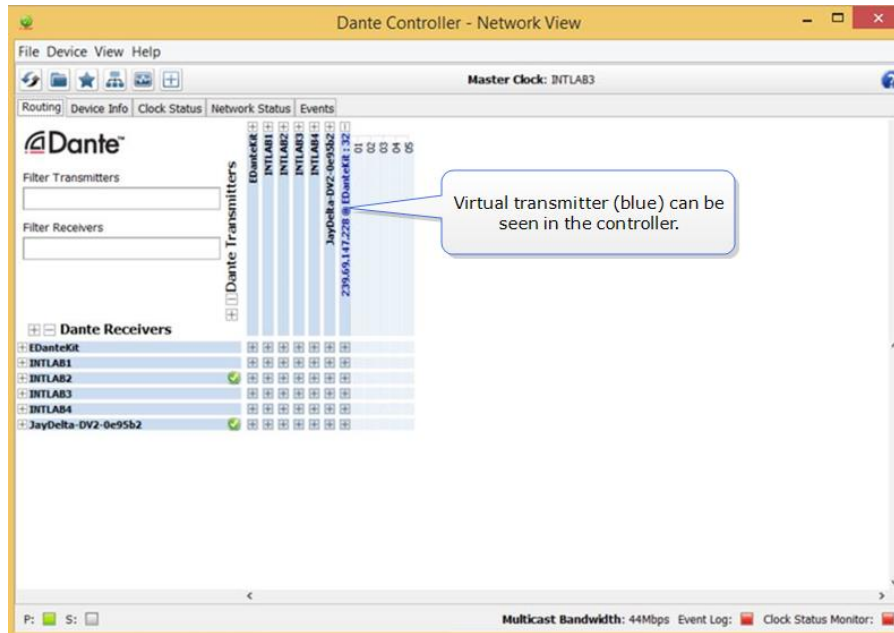 Dante Controller - Network View
File Device View Help
Master Clock: INTLAB3
Routing Device Info Clock Status Network Status Events
Dante™
Filter Transmitters
Filter Receivers
Dante Transmitters
EDanteKit
INTLAB1
INTLAB2
INTLAB3
INTLAB4
JayDelta-DV2-0e95b2
239.69.147.228 @ EDanteKit : 32
01
02
03
04
05
Virtual transmitter (blue) can be
seen in the controller.
Dante Receivers
EDanteKit
INTLAB1
INTLAB2
INTLAB3
INTLAB4
JayDelta-DV2-0e95b2
P: S:
Multicast Bandwidth: 44Mbps Event Log: Clock Status Monitor: